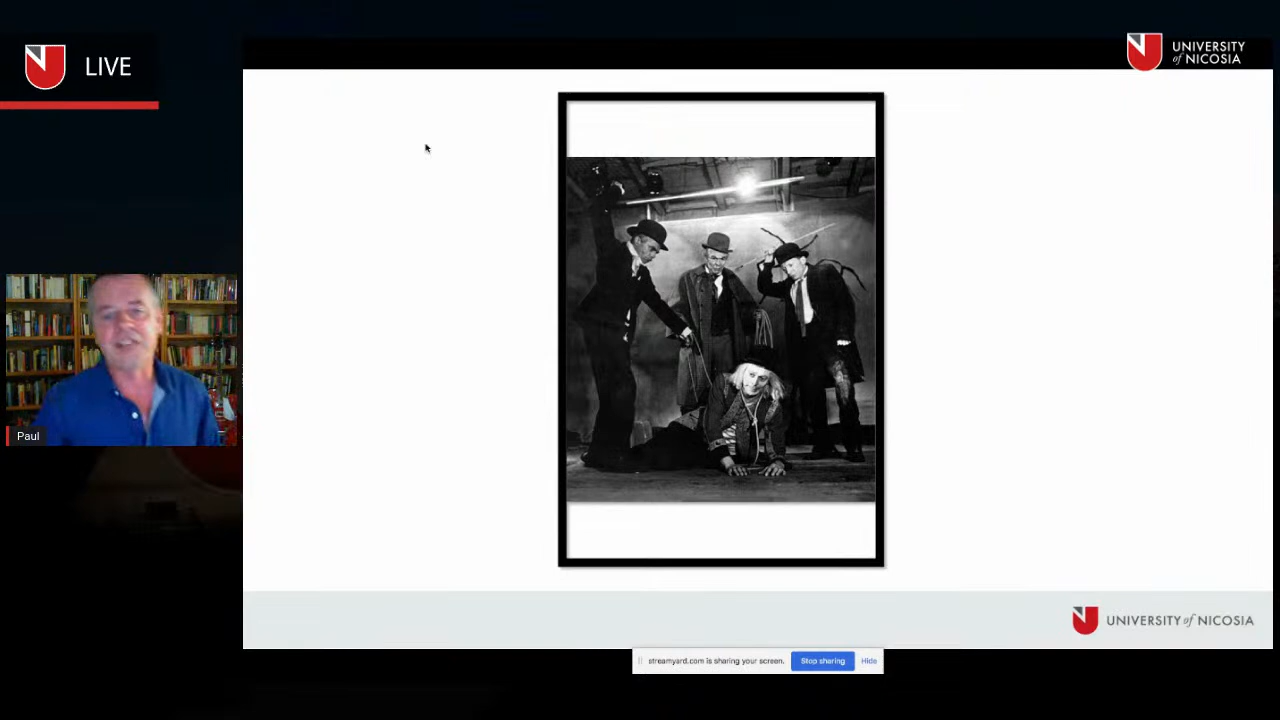 LIVE
UNIVERSITY
of NICOSIA
Paul
UNIVERSITY of NICOSIA
streamyard.com is sharing your screen.
Stop sharing
Hide